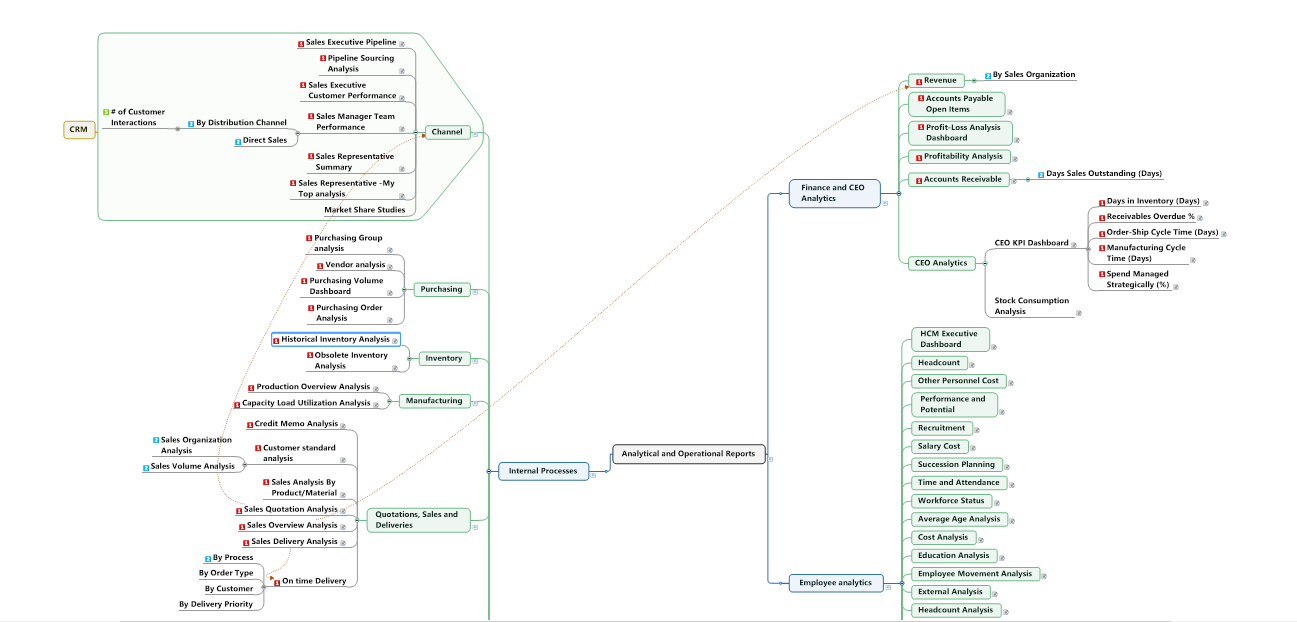 Sales Executive Pipeline
Pipeline Sourcing
Analysis
Sales Executive
Customer Performance
# of Customer
Interactions
By Distribution Channel
Direct Sales
CRM
Sales Manager Team
Performance
Channel
Sales Representative
Summary
Sales Representative -My
Top analysis
Market Share Studies
Purchasing Group
analysis
Vendor analysis
Purchasing Volume
Dashboard
Purchasing
Purchasing Order
Analysis
Historical Inventory Analysis
Obsolete Inventory
Analysis
Inventory
Production Overview Analysis
Capacity Load Utilization Analysis
Manufacturing
Credit Memo Analysis
Sales Organization
Analysis
Sales Volume Analysis
Customer standard
analysis
Sales Analysis By
Product/Material
Sales Quotation Analysis
Sales Overview Analysis
Sales Delivery Analysis
Quotations, Sales and
Deliveries
By Process
By Order Type
By Customer
By Delivery Priority
On time Delivery
Internal Processes
Analytical and Operational Reports
Finance and CEO
Analytics
Revenue
By Sales Organization
Accounts Payable
Open Items
Profit-Loss Analysis
Dashboard
Profitability Analysis
Accounts Receivable
Days Sales Outstanding (Days)
CEO Analytics
CEO KPI Dashboard
Days in Inventory (Days)
Receivables Overdue %
Order-Ship Cycle Time (Days)
Manufacturing Cycle
Time (Days)
Spend Managed
Strategically (%)
Stock Consumption
Analysis
Employee analytics
HCM Executive
Dashboard
Headcount
Other Personnel Cost
Performance and
Potential
Recruitment
Salary Cost
Succession Planning
Time and Attendance
Workforce Status
Average Age Analysis
Cost Analysis
Education Analysis
Employee Movement Analysis
External Analysis
Headcount Analysis